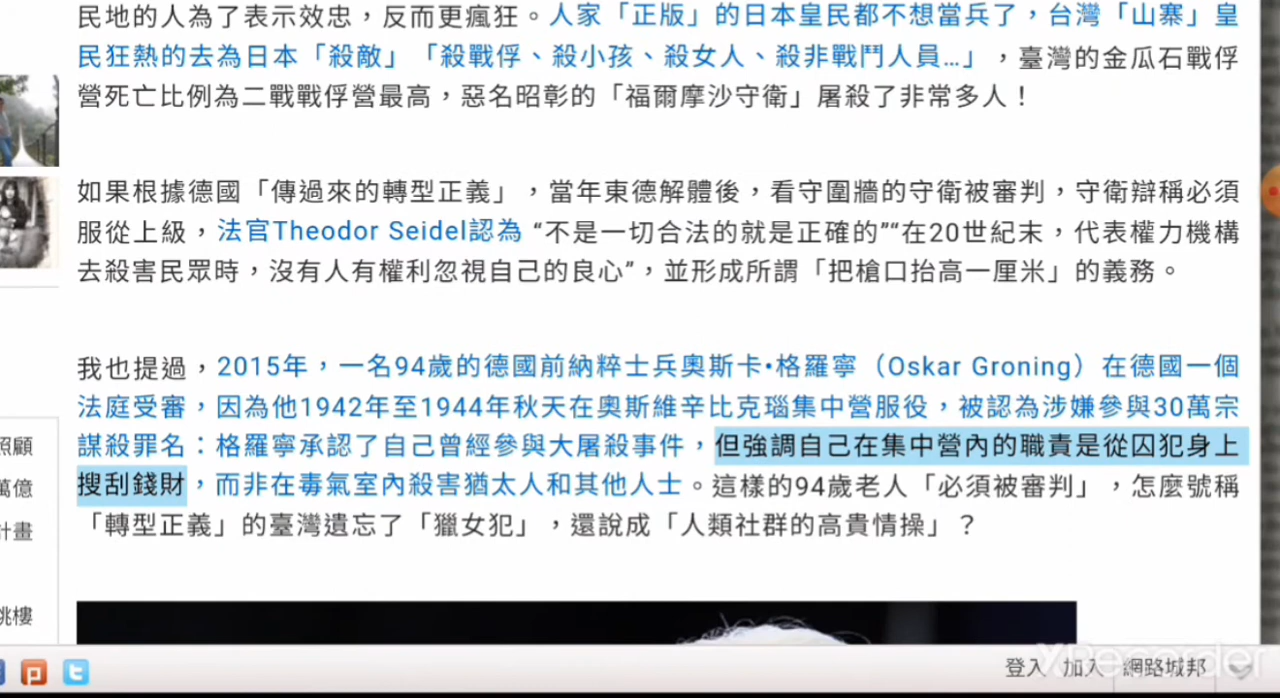 民地的人為了表示效忠，反而更瘋狂。人家「正版」的日本皇民都不想當兵了，台灣「山寨」皇
民狂熱的去為日本「殺敵」「殺戰俘、殺小孩、殺女人、殺非戰鬥人員…」，臺灣的金瓜石戰俘
營死亡比例為二戰戰俘營最高，惡名昭彰的「福爾摩沙守衛」屠殺了非常多人！
如果根據德國「傳過來的轉型正義」，當年東德解體後，看守圍牆的守衛被審判，守衛辯稱必須
服從上級，法官Theodor Seidel認為 “不是一切合法的就是正確的”“在20世紀末，代表權力機構
去殺害民眾時，沒有人有權利忽視自己的良心”，並形成所謂「把槍口抬高一厘米」的義務。
我也提過，2015年，一名94歲的德國前納粹士兵奧斯卡•格羅寧（Oskar Groning）在德國一個
法庭受審，因為他1942年至1944年秋天在奧斯維辛比克瑙集中營服役，被認為涉嫌參與30萬宗
謀殺罪名：格羅寧承認了自己曾經參與大屠殺事件，但強調自己在集中營內的職責是從囚犯身上
搜刮錢財，而非在毒氣室內殺害猶太人和其他人士。這樣的94歲老人「必須被審判」，怎麼號稱
「轉型正義」的臺灣遺忘了「獵女犯」，還說成「人類社群的高貴情操」？
照顧
萬億
計畫
兆樓
登入 加入 網路城邦
XRecorder